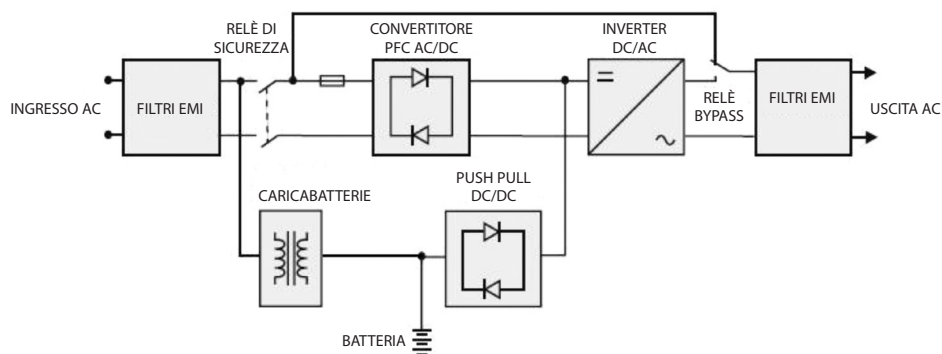 RELÈ DI
SICUREZZA
CONVERTITORE
PFC AC/DC
INVERTER
DC/AC
INGRESSO AC
FILTRI EMI
RELÈ
BYPASS
FILTRI EMI
USCITA AC
CARICABATTERIE
PUSH PULL
DC/DC
BATTERIA